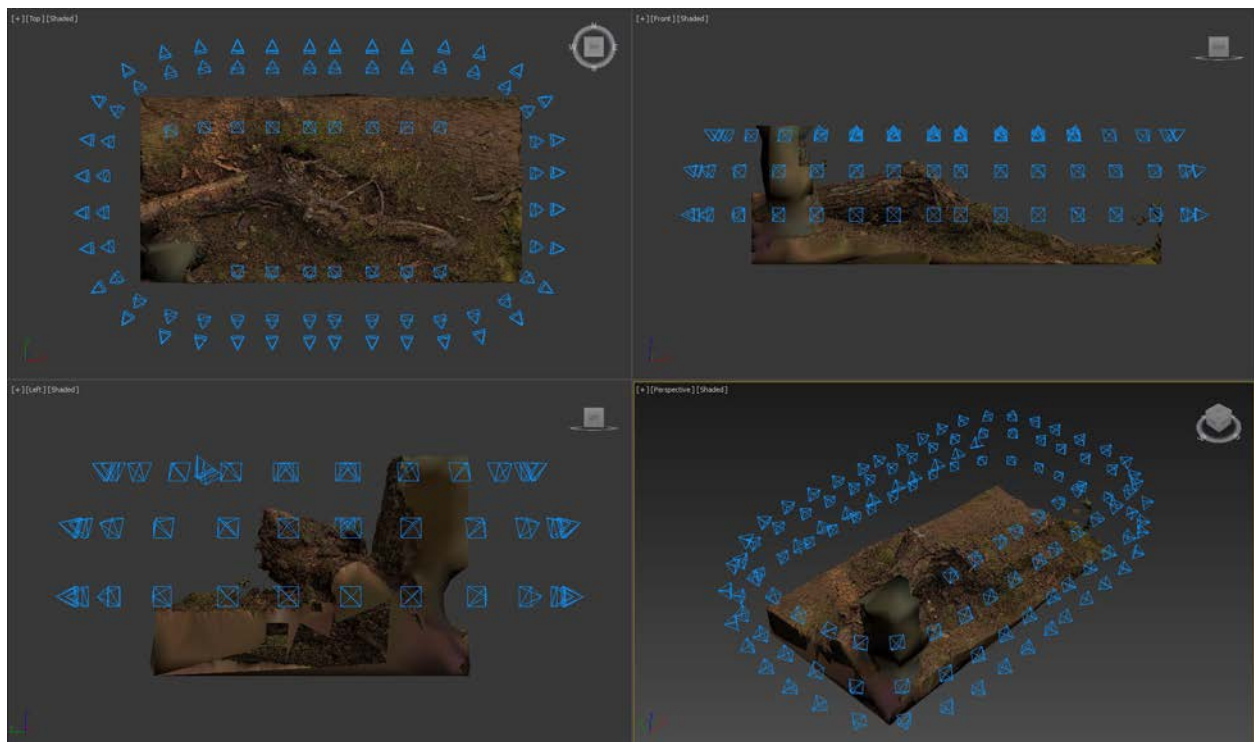 [+] [Top] [Shaded]
[+] [Front] [Shaded]
[+] [Left] [Shaded]
[+] [Perspective] [Shaded]